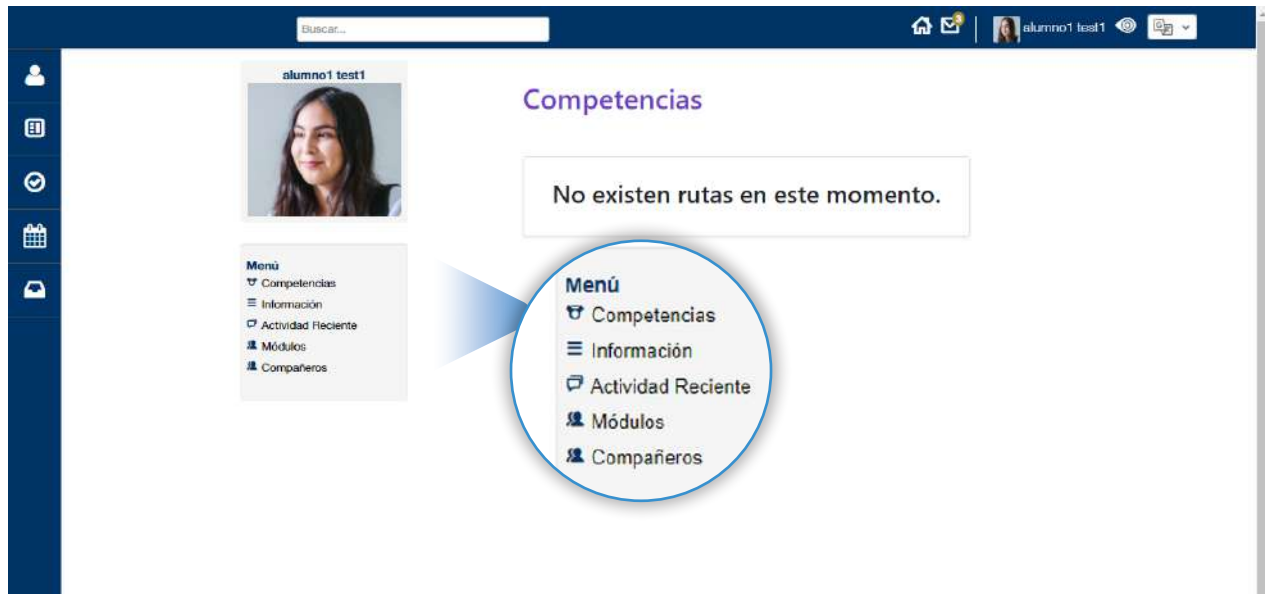 Buscar...
3
alumno1 test1
alumno1 test1
Competencias
No existen rutas en este momento.
Menú
Competencias
Información
Actividad Reciente
Módulos
Compañeros
Menú
Competencias
Información
Actividad Reciente
Módulos
Compañeros